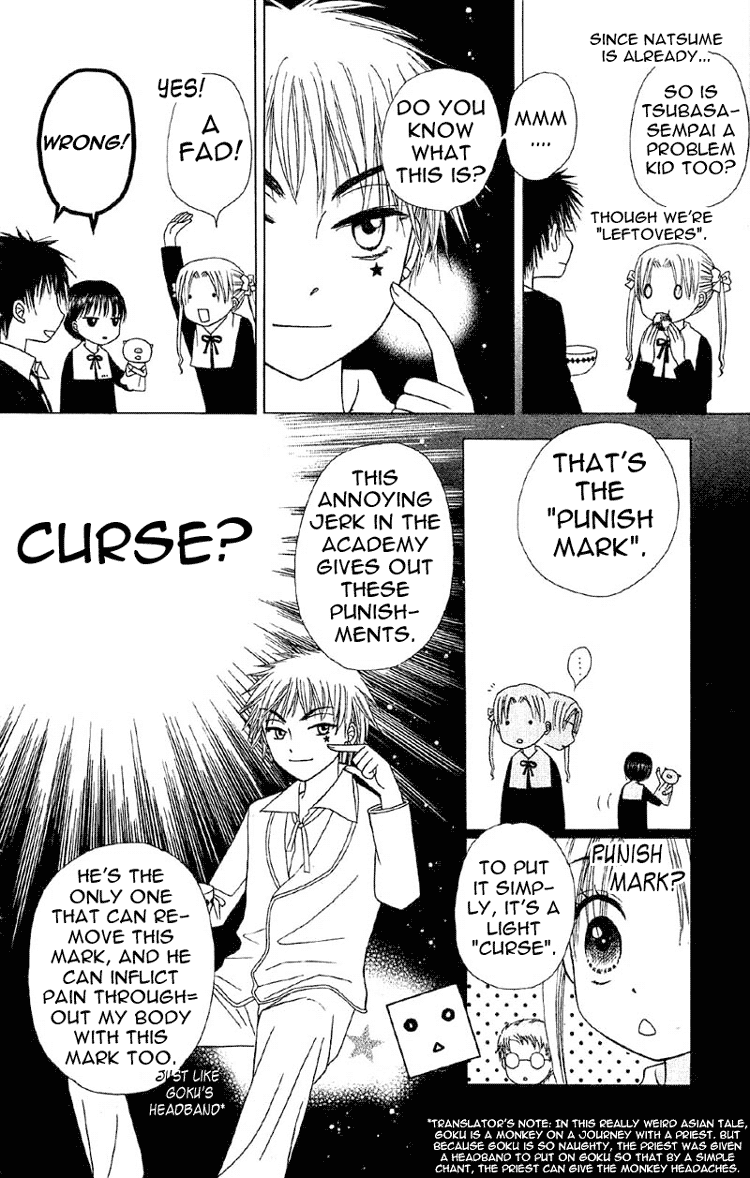 SINCE NATSUME
IS ALREADY...
SO IS
TSUBASA-
SEMPAI A
PROBLEM
KID TOO?
THOUGH WE'RE
"LEFTOVERS".
MMM
....
DO YOU
KNOW
WHAT
THIS IS?
YES!
A
FAD!
WRONG!
THAT'S
THE
"PUNISH
MARK".
...
PUNISH
MARK?
TO PUT
IT SIMP-
LY, IT'S A
LIGHT
"CURSE".
CURSE?
THIS
ANNOYING
JERK IN THE
ACADEMY
GIVES OUT
THESE
PUNISH-
MENTS.
HE'S THE
ONLY ONE
THAT CAN RE-
MOVE THIS
MARK, AND HE
CAN INFLICT
PAIN THROUGH=
OUT MY BODY
WITH THIS
MARK TOO.
JUST LIKE
GOKU'S
HEADBAND*
*TRANSLATOR'S NOTE: IN THIS REALLY WEIRD ASIAN TALE,
GOKU IS A MONKEY ON A JOURNEY WITH A PRIEST. BUT
BECAUSE GOKU IS SO NAUGHTY, THE PRIEST WAS GIVEN
A HEADBAND TO PUT ON GOKU SO THAT BY A SIMPLE
CHANT, THE PRIEST CAN GIVE THE MONKEY HEADACHES.